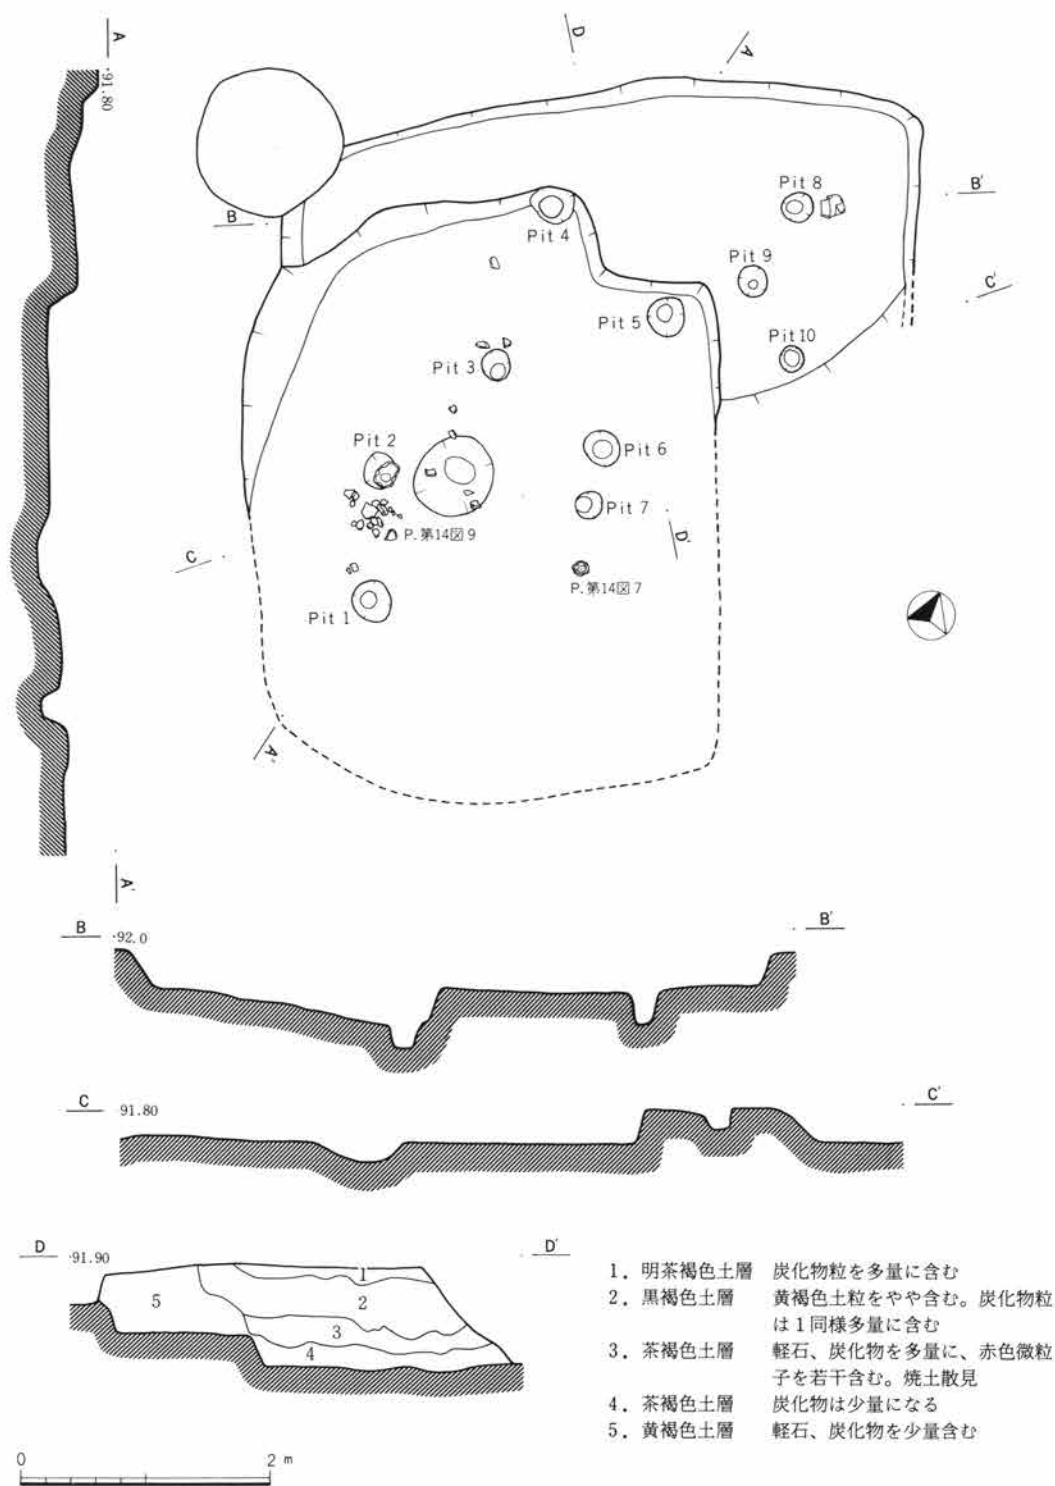 A
·91.80
D
A
B
B'
Pit 8
Pit 4
Pit 9
C'
Pit 5
Pit 10
Pit 3
Pit 2
Pit 6
Pit 7
P.第14図9
D'
C
P.第14図7
Pit 1
A'
A'
B
·92.0
B'
C
·91.80
C'
D
·91.90
D'
1
2
3
4
5
1．明茶褐色土層　炭化物粒を多量に含む
2．黒褐色土層　黄褐色土粒をやや含む。炭化物粒
は1同様多量に含む
3．茶褐色土層　軽石、炭化物を多量に、赤色微粒
子を若干含む。焼土散見
4．茶褐色土層　炭化物は少量になる
5．黄褐色土層　軽石、炭化物を少量含む
0 2 m